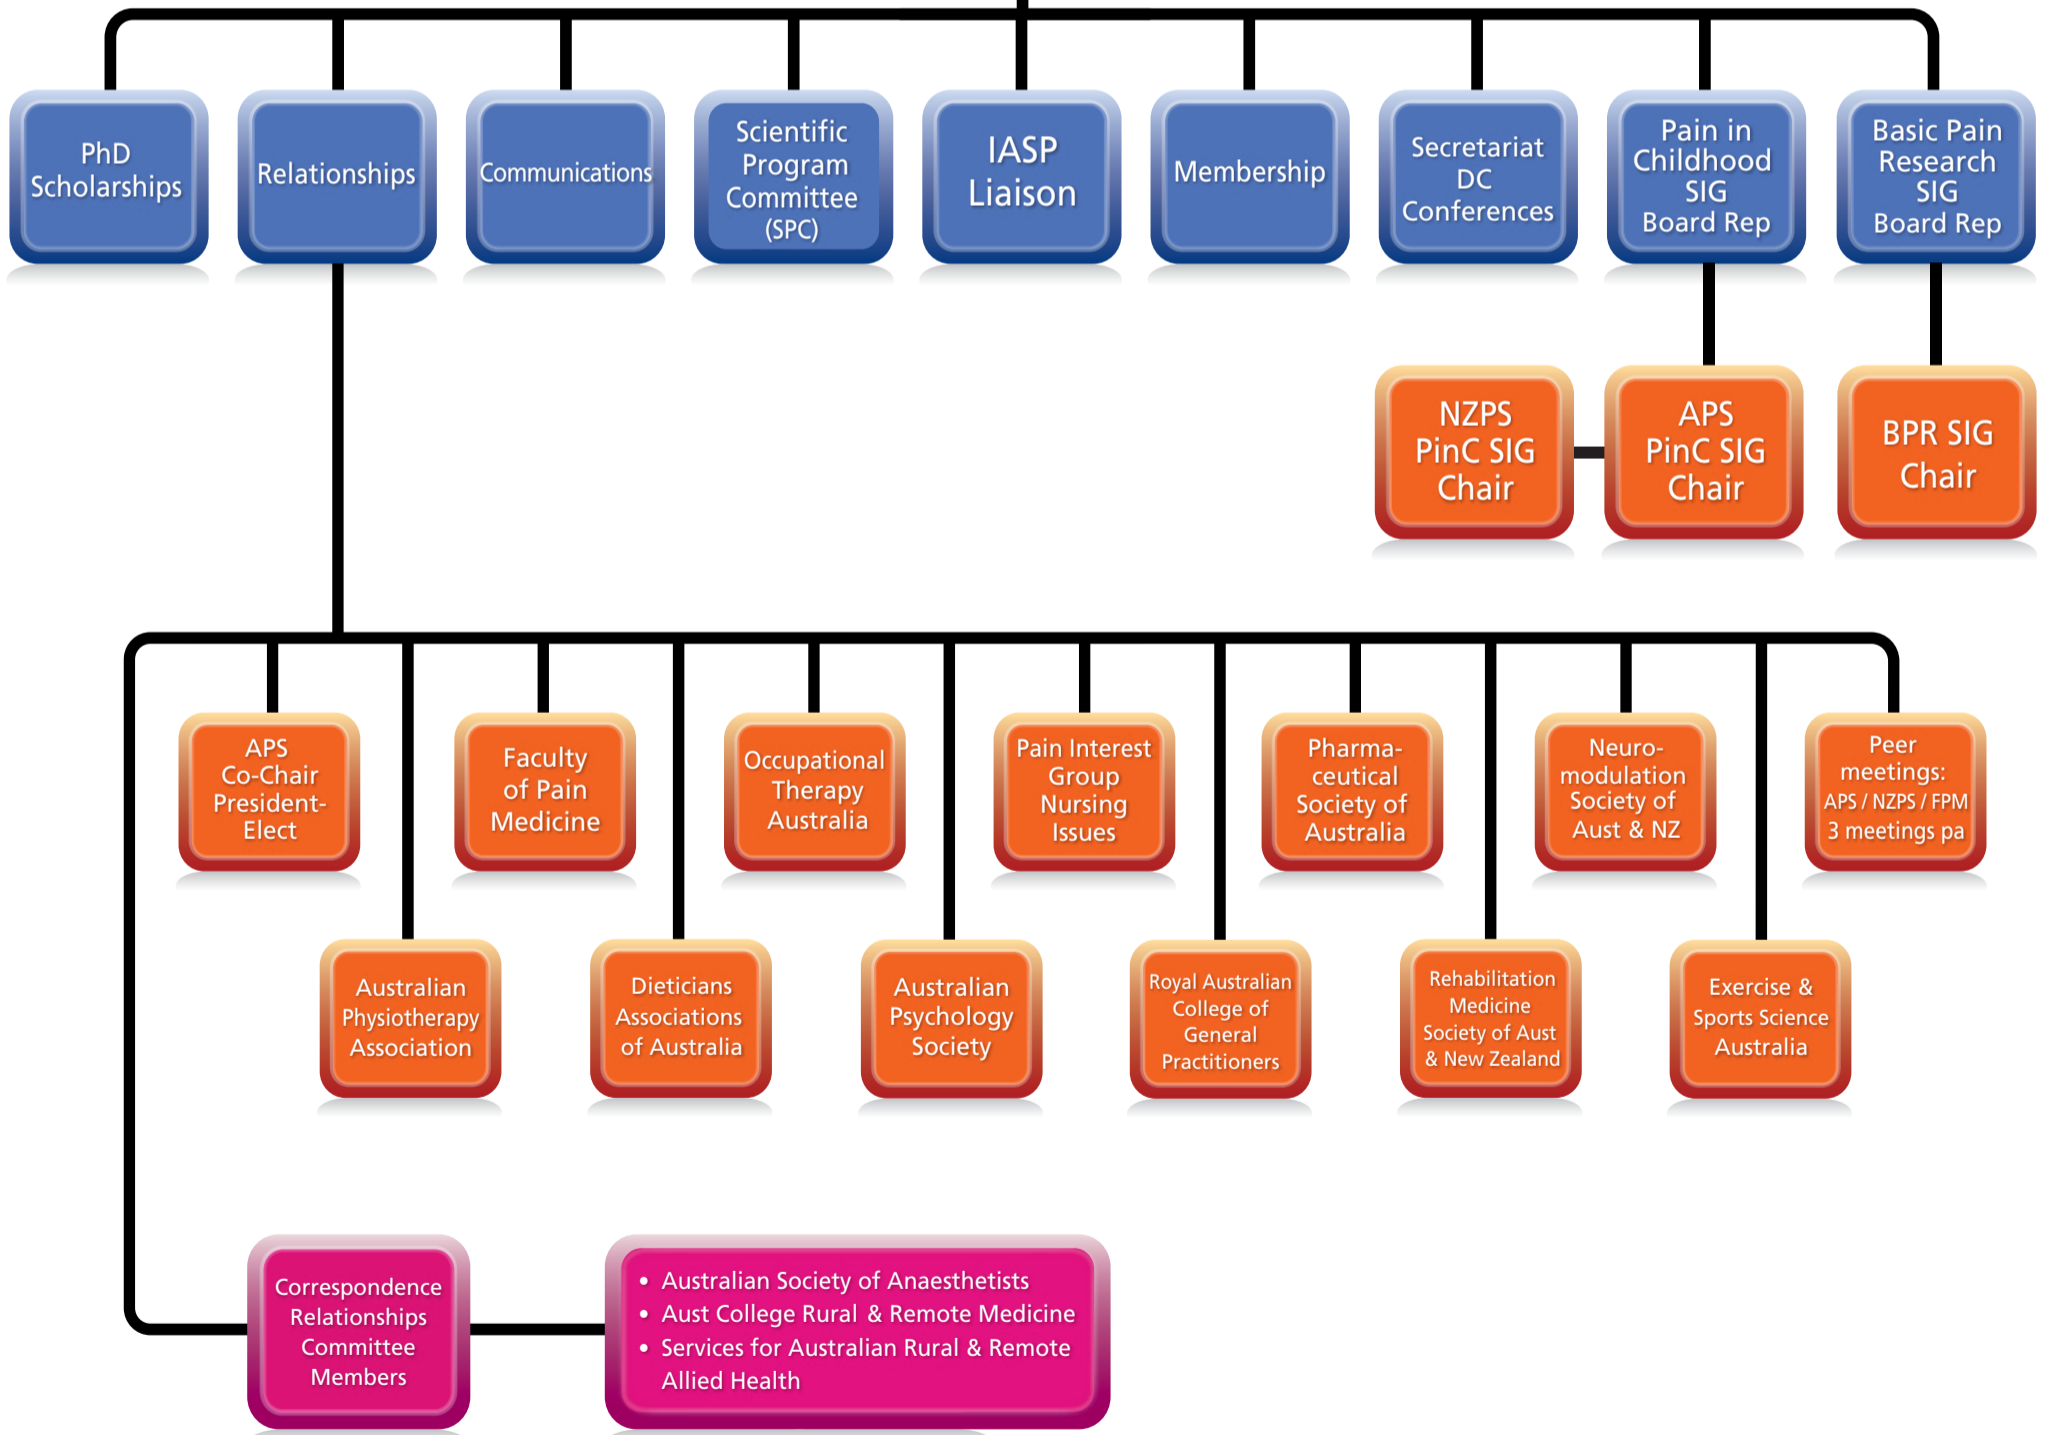 PhD
Scholarships
Relationships
Communications
Scientific
Program
Committee
(SPC)
IASP
Liaison
Membership
Secretariat
DC
Conferences
Pain in
Childhood
SIG
Board Rep
Basic Pain
Research
SIG
Board Rep
NZPS
PinC SIG
Chair
APS
PinC SIG
Chair
BPR SIG
Chair
APS
Co-Chair
President-
Elect
Faculty
of Pain
Medicine
Occupational
Therapy
Australia
Pain Interest
Group
Nursing
Issues
Pharma-
ceutical
Society of
Australia
Neuro-
modulation
Society of
Aust & NZ
Peer
meetings:
APS / NZPS / FPM
3 meetings pa
Australian
Physiotherapy
Association
Dieticians
Associations
of Australia
Australian
Psychology
Society
Royal Australian
College of
General
Practitioners
Rehabilitation
Medicine
Society of Aust
& New Zealand
Exercise &
Sports Science
Australia
Correspondence
Relationships
Committee
Members
• Australian Society of Anaesthetists
• Aust College Rural & Remote Medicine
• Services for Australian Rural & Remote
Allied Health